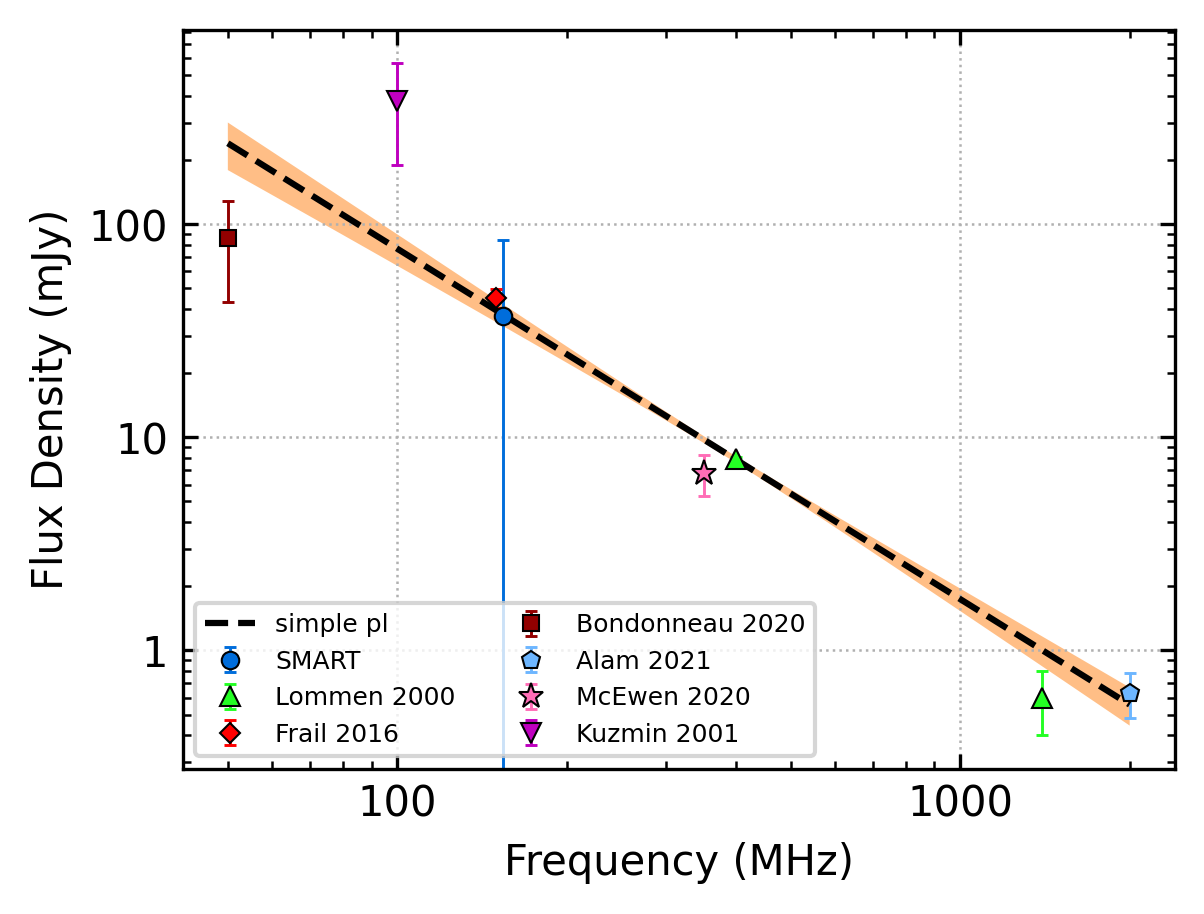 Flux Density (mJy)
100
10
1
simple pl
SMART
Lommen 2000
Frail 2016
Bondonneau 2020
Alam 2021
McEwen 2020
Kuzmin 2001
100
1000
Frequency (MHz)